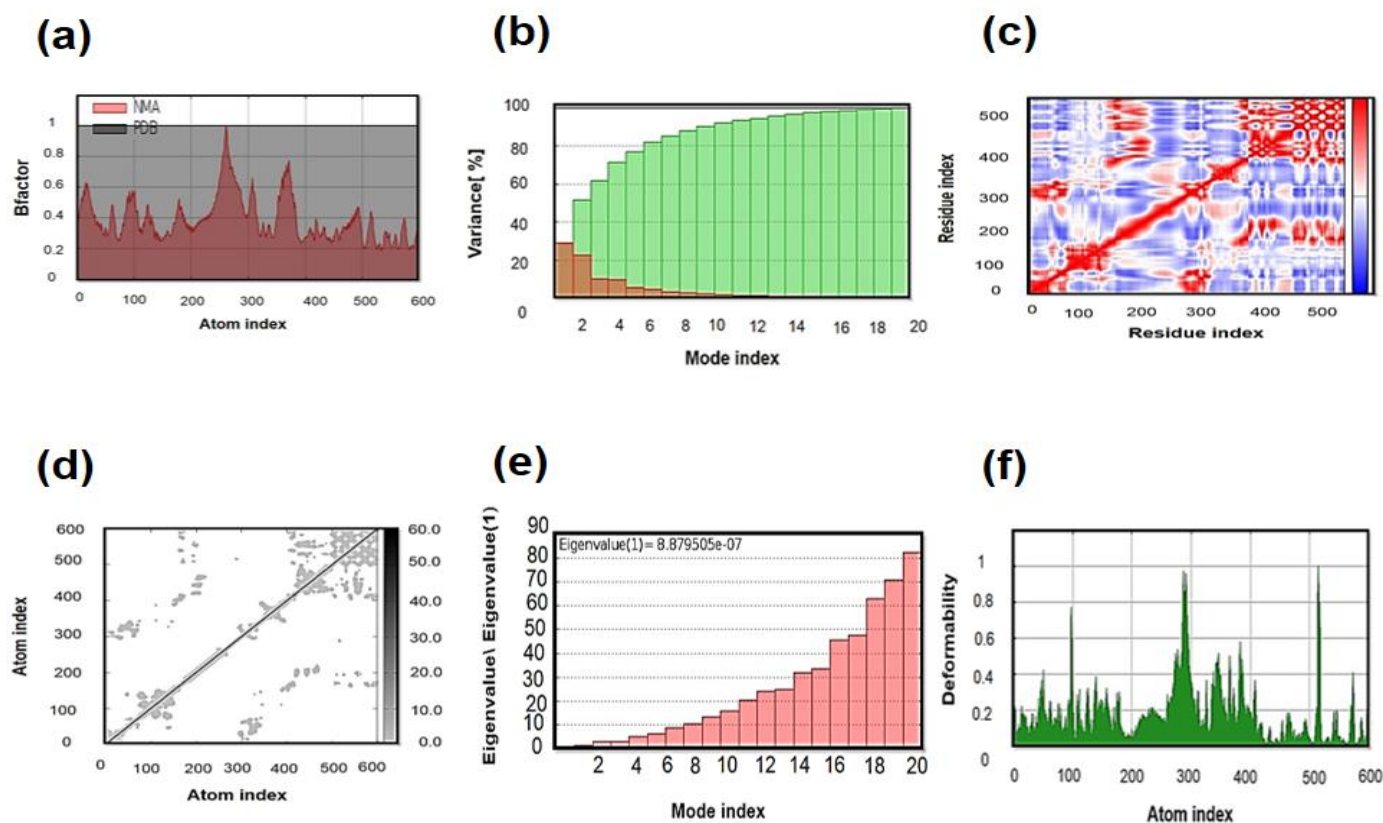 (a)
(b)
(c)
NMA
PDB
Bfactor
1
0.8
0.6
0.4
0.2
0
0 100 200 300 400 500 600
Atom index
Variance[ %]
100
80
60
40
20
0
2 4 6 8 10 12 14 16 18 20
Mode index
Residue index
500
400
300
200
100
0
0 100 200 300 400 500
Residue index
(d)
(e)
(f)
Atom index
600
500
400
300
200
100
0
60.0
50.0
40.0
30.0
20.0
10.0
0.0
0 100 200 300 400 500 600
Atom index
Eigenvalue\ Eigenvalue(1)
90
80
70
60
50
40
30
20
10
0
Eigenvalue(1)= 8.879505e-07
2 4 6 8 10 12 14 16 18 20
Mode index
Deformability
1
0.8
0.6
0.4
0.2
0
0 100 200 300 400 500 600
Atom index